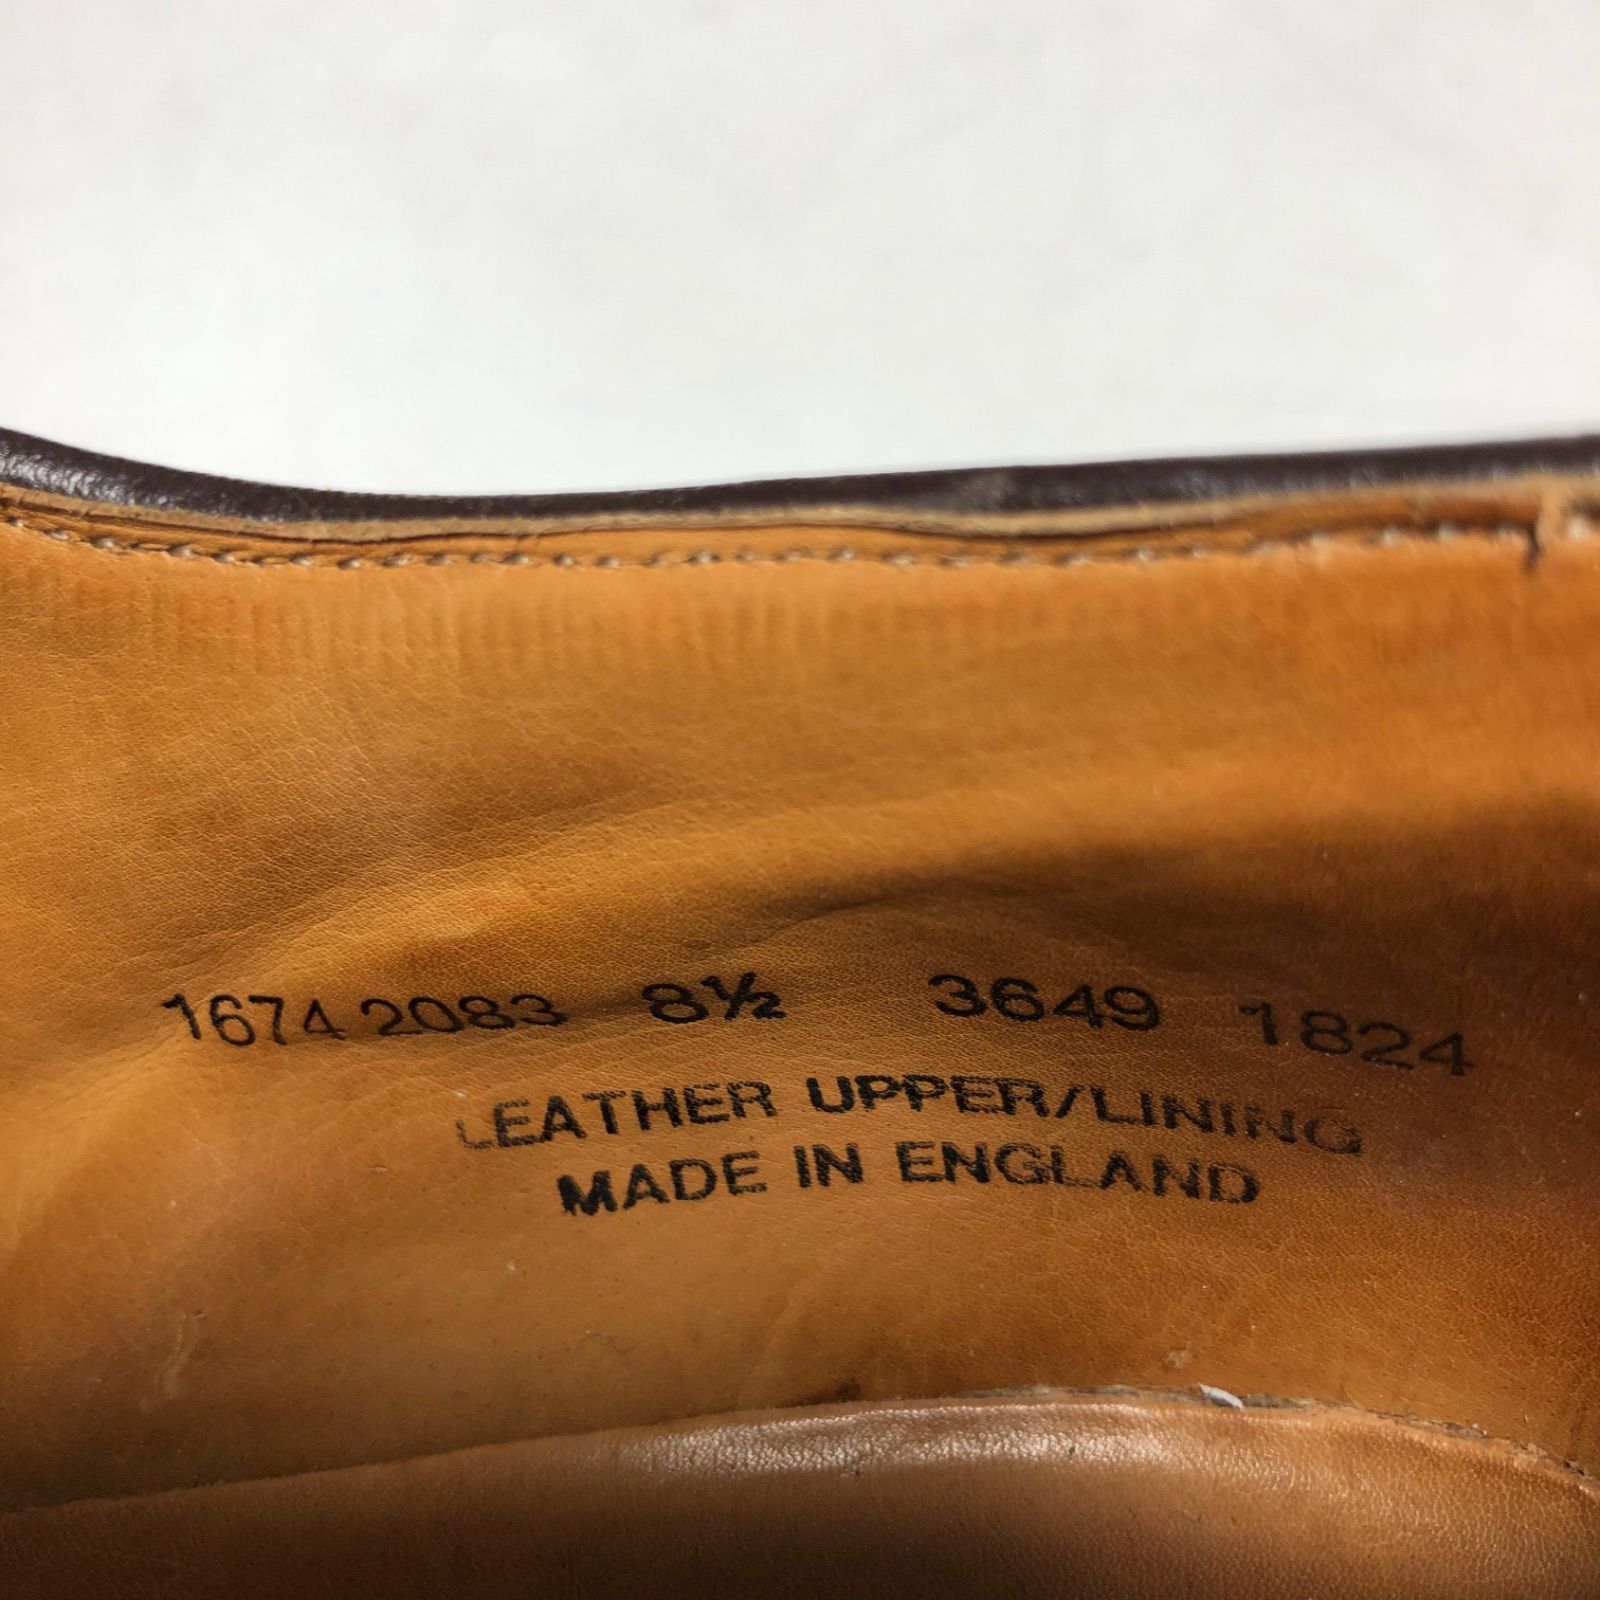 1674 2083 8½ 3649 1824
LEATHER UPPER/LINING
MADE IN ENGLAND